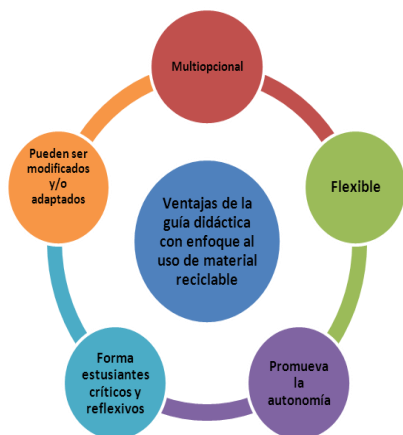 Multiopcional
Pueden ser
modificados
y/o
adaptados
Flexible
Ventajas de la
guía didáctica
con enfoque al
uso de material
reciclable
Forma
estudiantes
críticos y
reflexivos
Promueva
la
autonomía